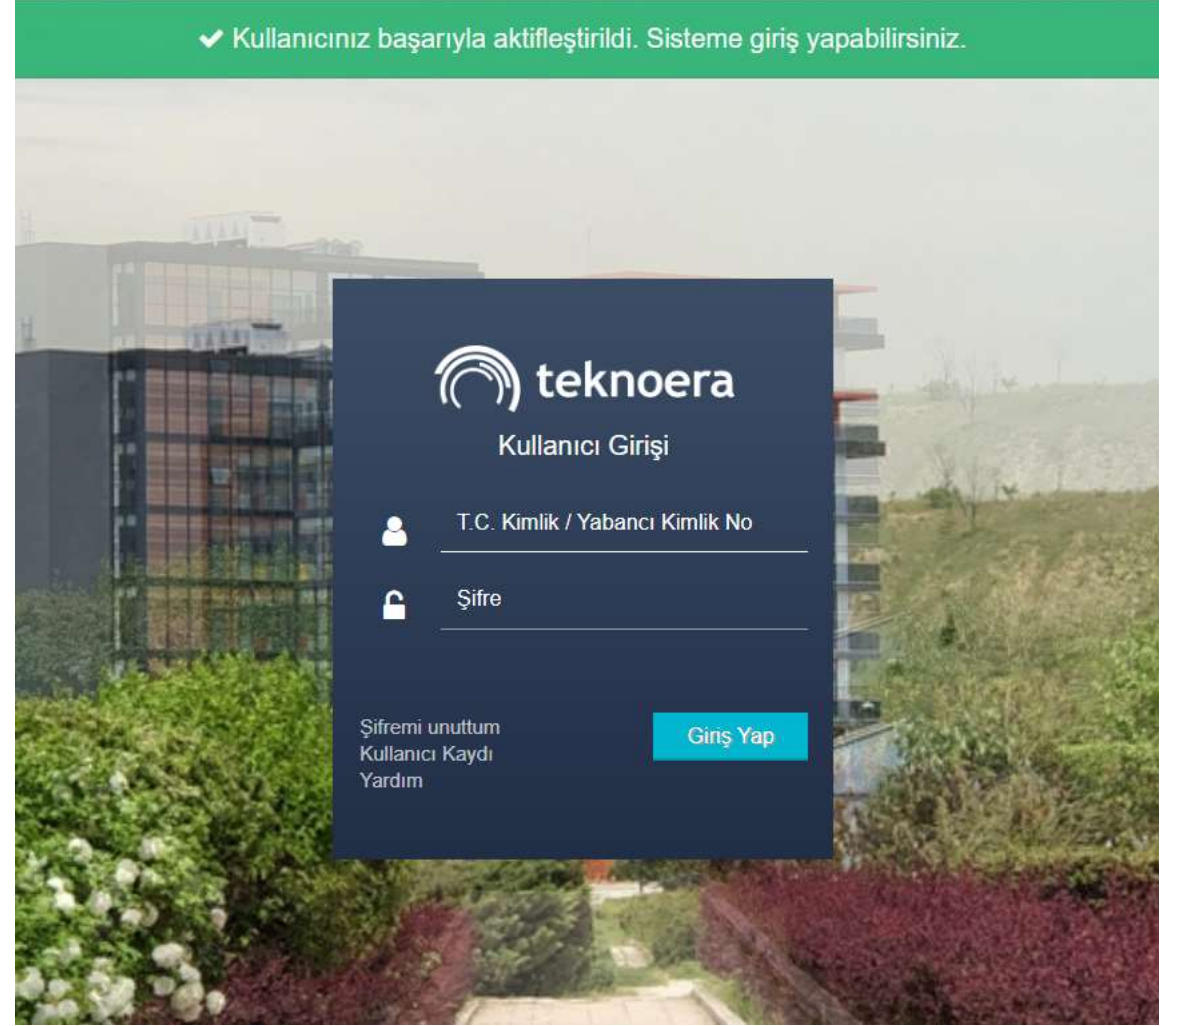 ✔ Kullanıcınız başarıyla aktifleştirildi. Sisteme giriş yapabilirsiniz.
teknoera
Kullanıcı Girişi
T.C. Kimlik / Yabancı Kimlik No
Şifre
Şifremi unuttum
Kullanıcı Kaydı
Yardım
Giriş Yap